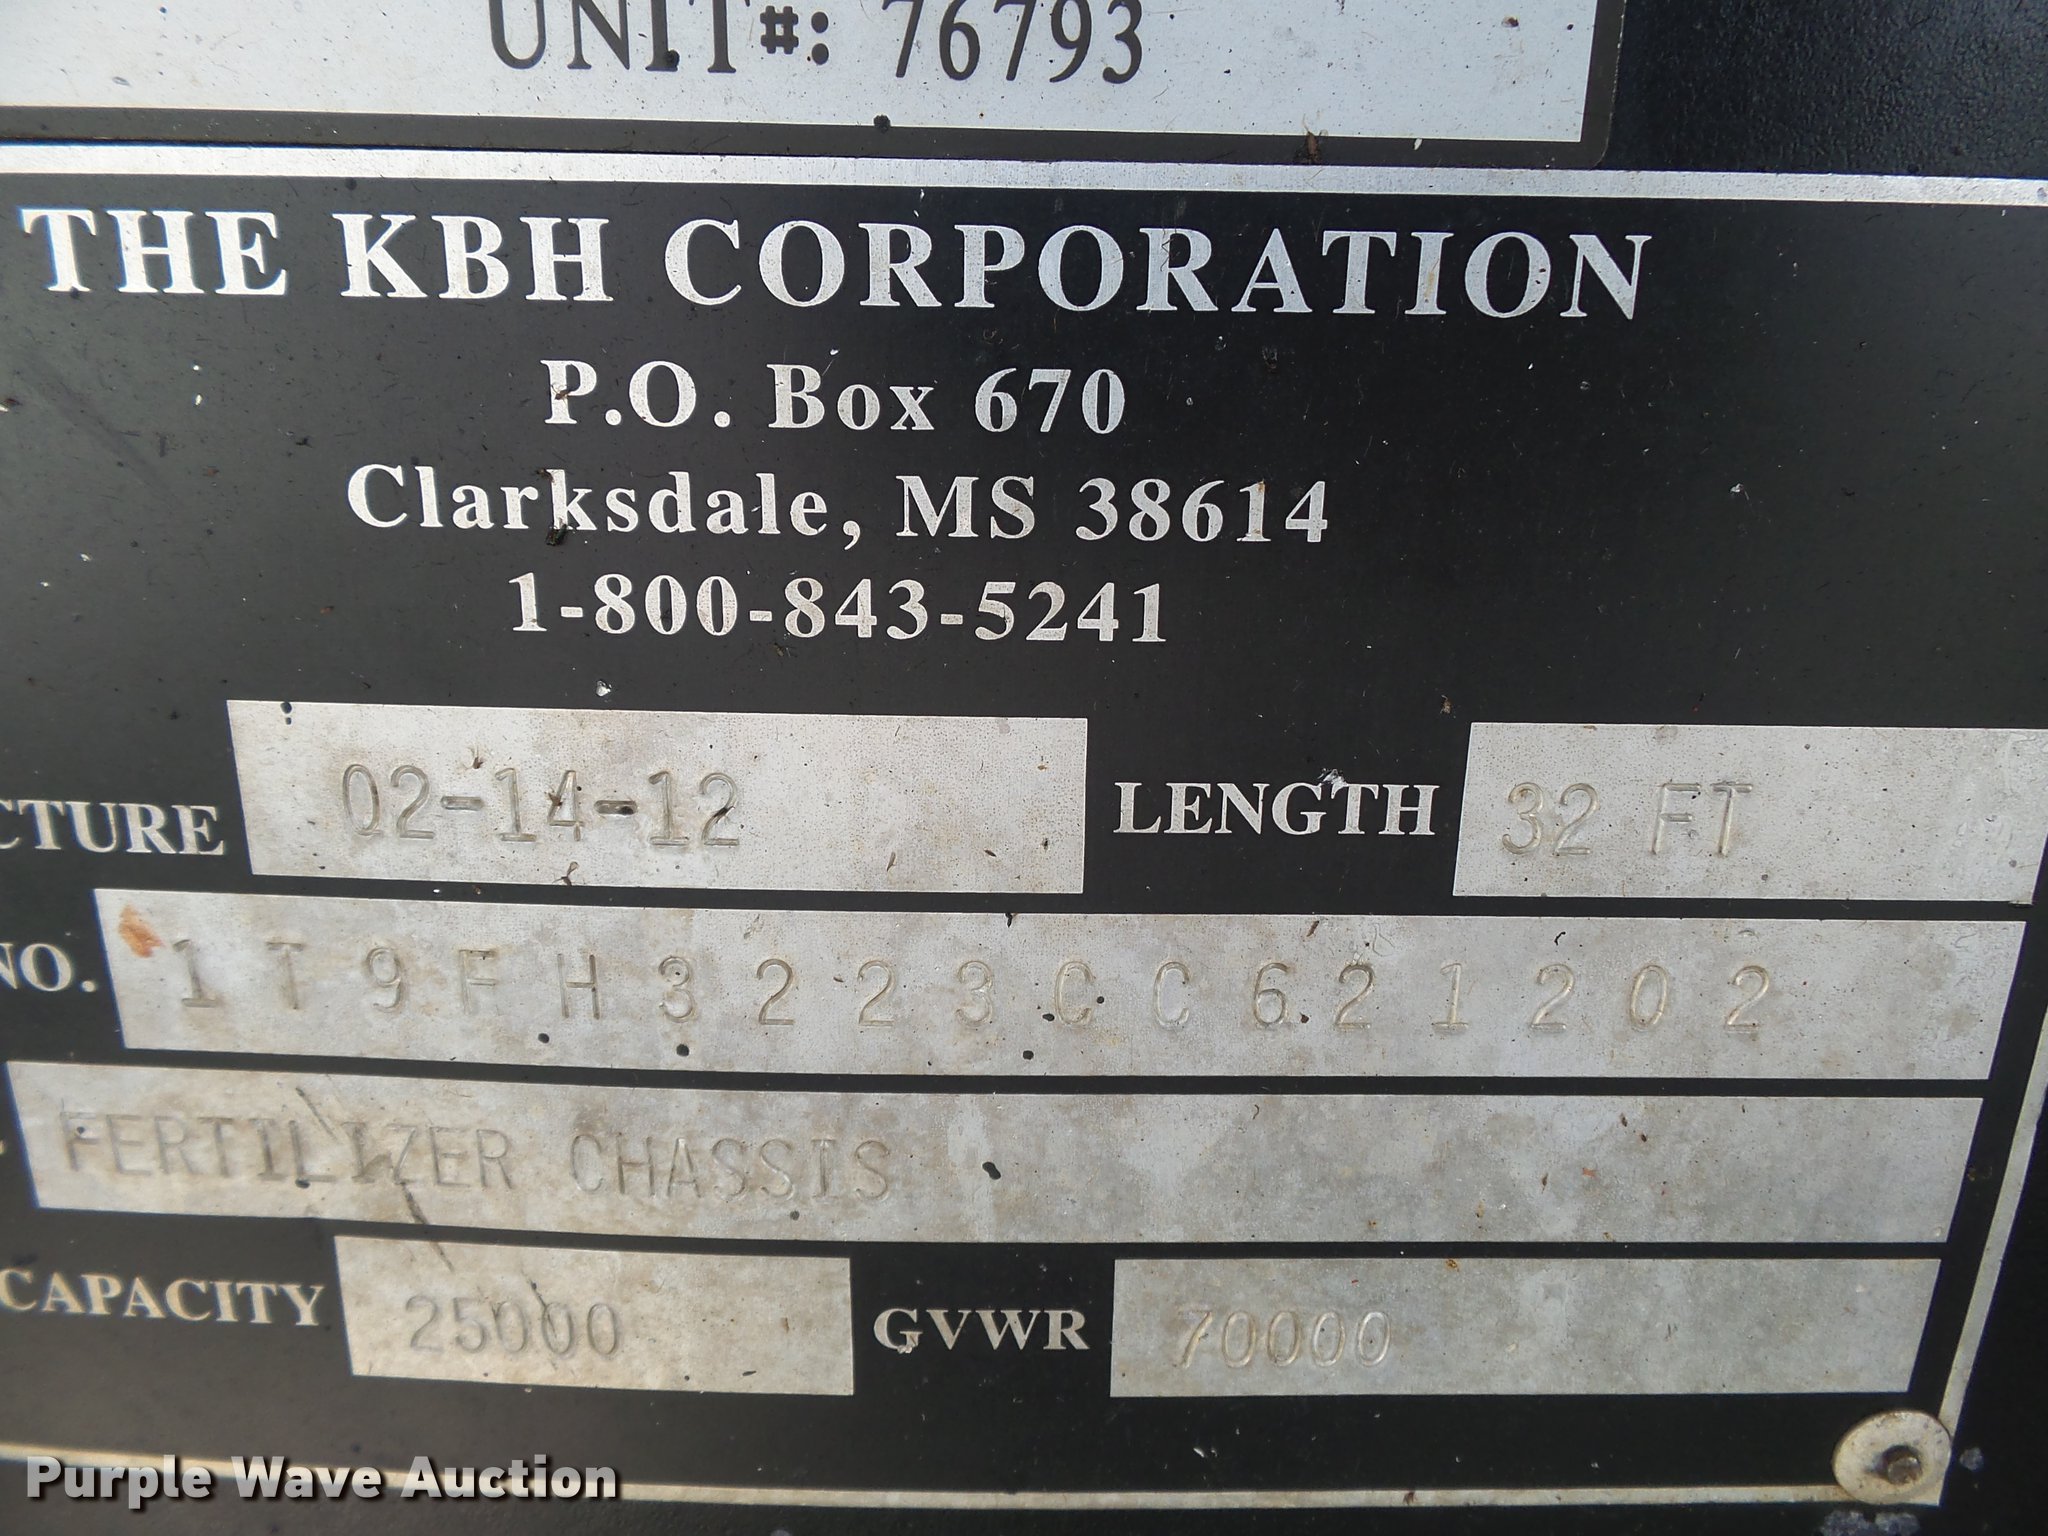 UNIT#: 76793
THE KBH CORPORATION
P.O. Box 670
Clarksdale, MS 38614
1-800-843-5241
CTURE 02-14-12 LENGTH 32 FT
NO. 1T9FH3223CC621202
FERTILIZER CHASSIS
CAPACITY 25000 GVWR 70000
Purple Wave Auction